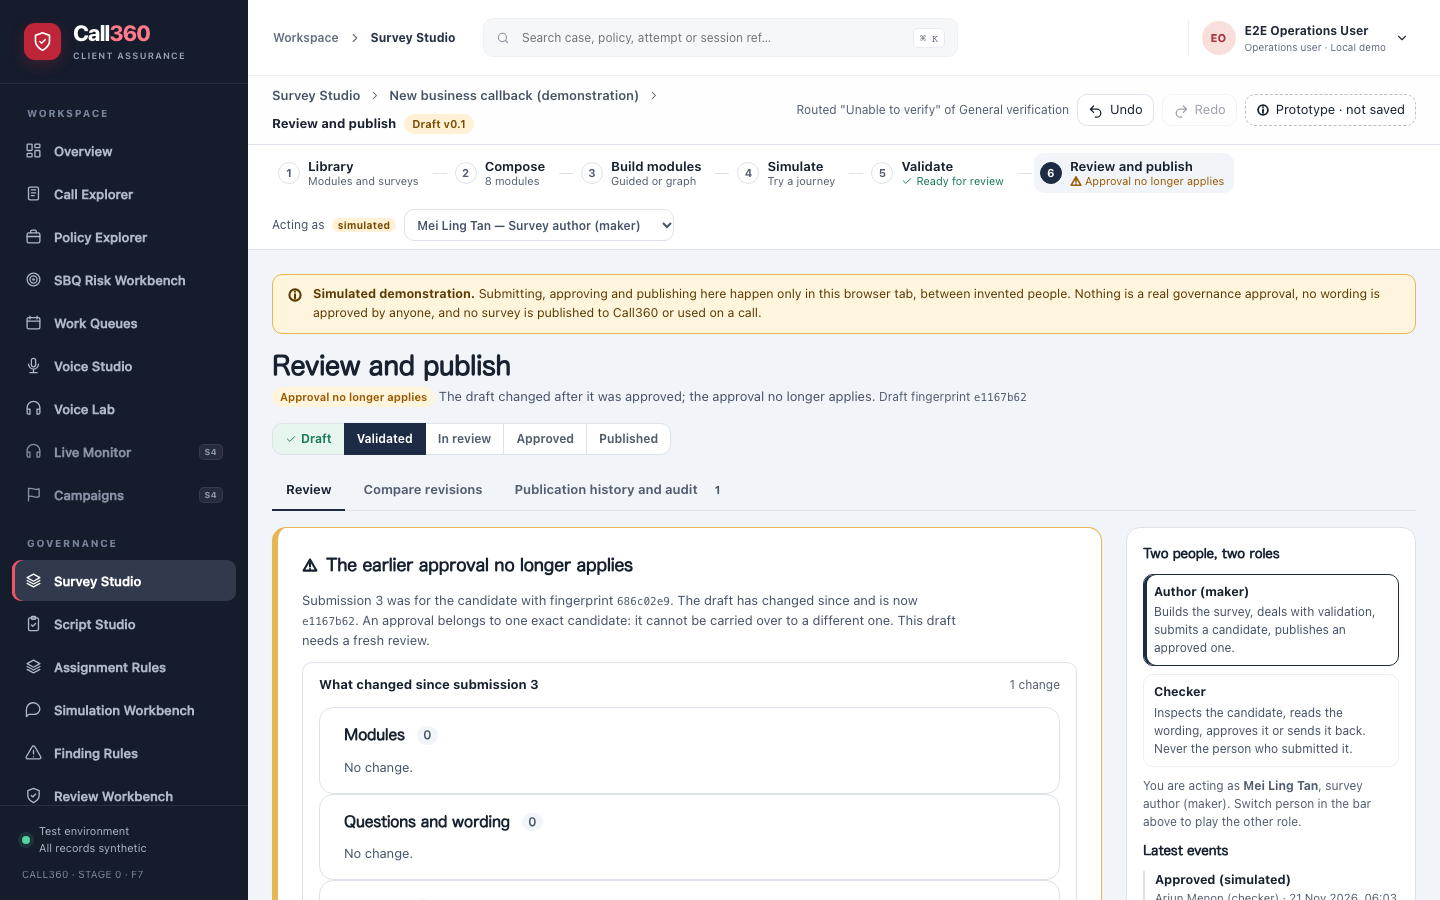 Call360
CLIENT ASSURANCE
WORKSPACE
Overview
Call Explorer
Policy Explorer
SBQ Risk Workbench
Work Queues
Voice Studio
Voice Lab
Live Monitor S4
Campaigns S4
GOVERNANCE
Survey Studio
Script Studio
Assignment Rules
Simulation Workbench
Finding Rules
Review Workbench
Test environment
All records synthetic
CALL360 · STAGE 0 · F7
Workspace Survey Studio
Search case, policy, attempt or session ref... ⌘ K
EO
E2E Operations User
Operations user · Local demo
Survey Studio New business callback (demonstration)
Review and publish Draft v0.1
Routed "Unable to verify" of General verification
Undo
Redo
Prototype · not saved
1 Library
Modules and surveys
2 Compose
8 modules
3 Build modules
Guided or graph
4 Simulate
Try a journey
5 Validate
Ready for review
6 Review and publish
Approval no longer applies
Acting as simulated Mei Ling Tan — Survey author (maker)
Simulated demonstration. Submitting, approving and publishing here happen only in this browser tab, between invented people. Nothing is a real governance approval, no wording is
approved by anyone, and no survey is published to Call360 or used on a call.
Review and publish
Approval no longer applies The draft changed after it was approved; the approval no longer applies. Draft fingerprint e1167b62
Draft Validated In review Approved Published
Review Compare revisions Publication history and audit 1
The earlier approval no longer applies
Submission 3 was for the candidate with fingerprint 686c02e9. The draft has changed since and is now
e1167b62. An approval belongs to one exact candidate: it cannot be carried over to a different one. This draft
needs a fresh review.
What changed since submission 3 1 change
Modules 0
No change.
Questions and wording 0
No change.
Two people, two roles
Author (maker)
Builds the survey, deals with validation,
submits a candidate, publishes an
approved one.
Checker
Inspects the candidate, reads the
wording, approves it or sends it back.
Never the person who submitted it.
You are acting as Mei Ling Tan, survey
author (maker). Switch person in the bar
above to play the other role.
Latest events
Approved (simulated)
Arjun Menon (checker) · 21 Nov 2026, 06:03